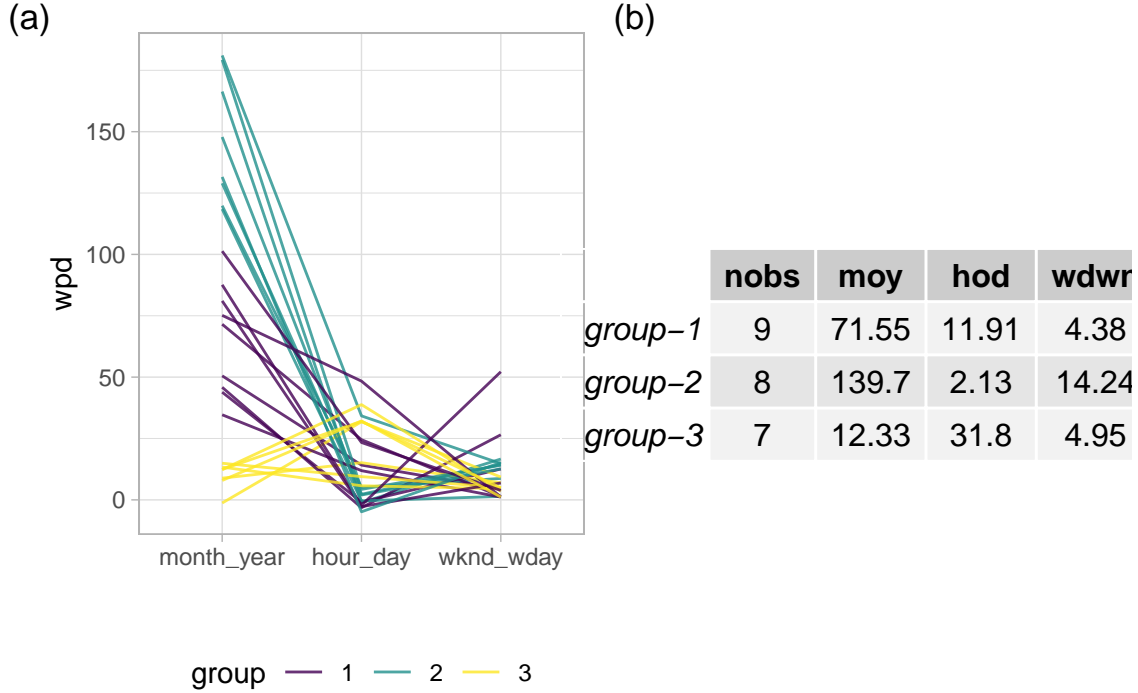 (a)
(b)
wpd
150
100
50
0
month_year hour_day wknd_wday
group 1 2 3
nobs moy hod wdwn
group−1 9 71.55 11.91 4.38
group−2 8 139.7 2.13 14.24
group−3 7 12.33 31.8 4.95